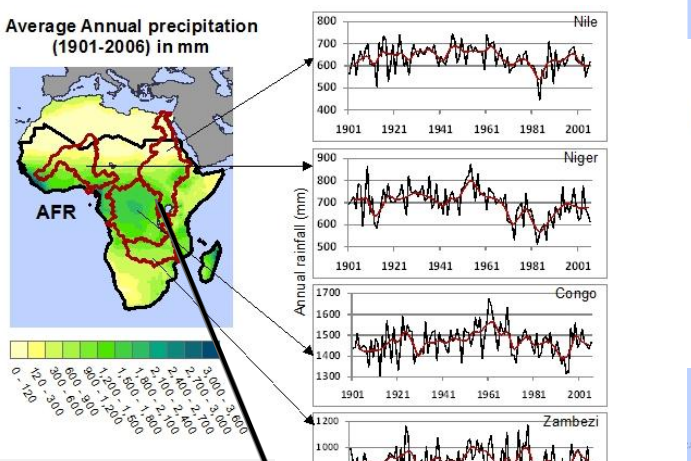 Average Annual precipitation
(1901-2006) in mm
AFR
0 - 120
120 - 300
300 - 600
600 - 900
900 - 1,200
1,200 - 1,500
1,500 - 1,800
1,800 - 2,100
2,100 - 2,400
2,400 - 2,700
2,700 - 3,000
3,000 - 3,600
Annual rainfall (mm)
Nile
800
700
600
500
400
1901 1921 1941 1961 1981 2001
Niger
900
800
700
600
500
1901 1921 1941 1961 1981 2001
Congo
1700
1600
1500
1400
1300
1901 1921 1941 1961 1981 2001
Zambezi
1200
1000